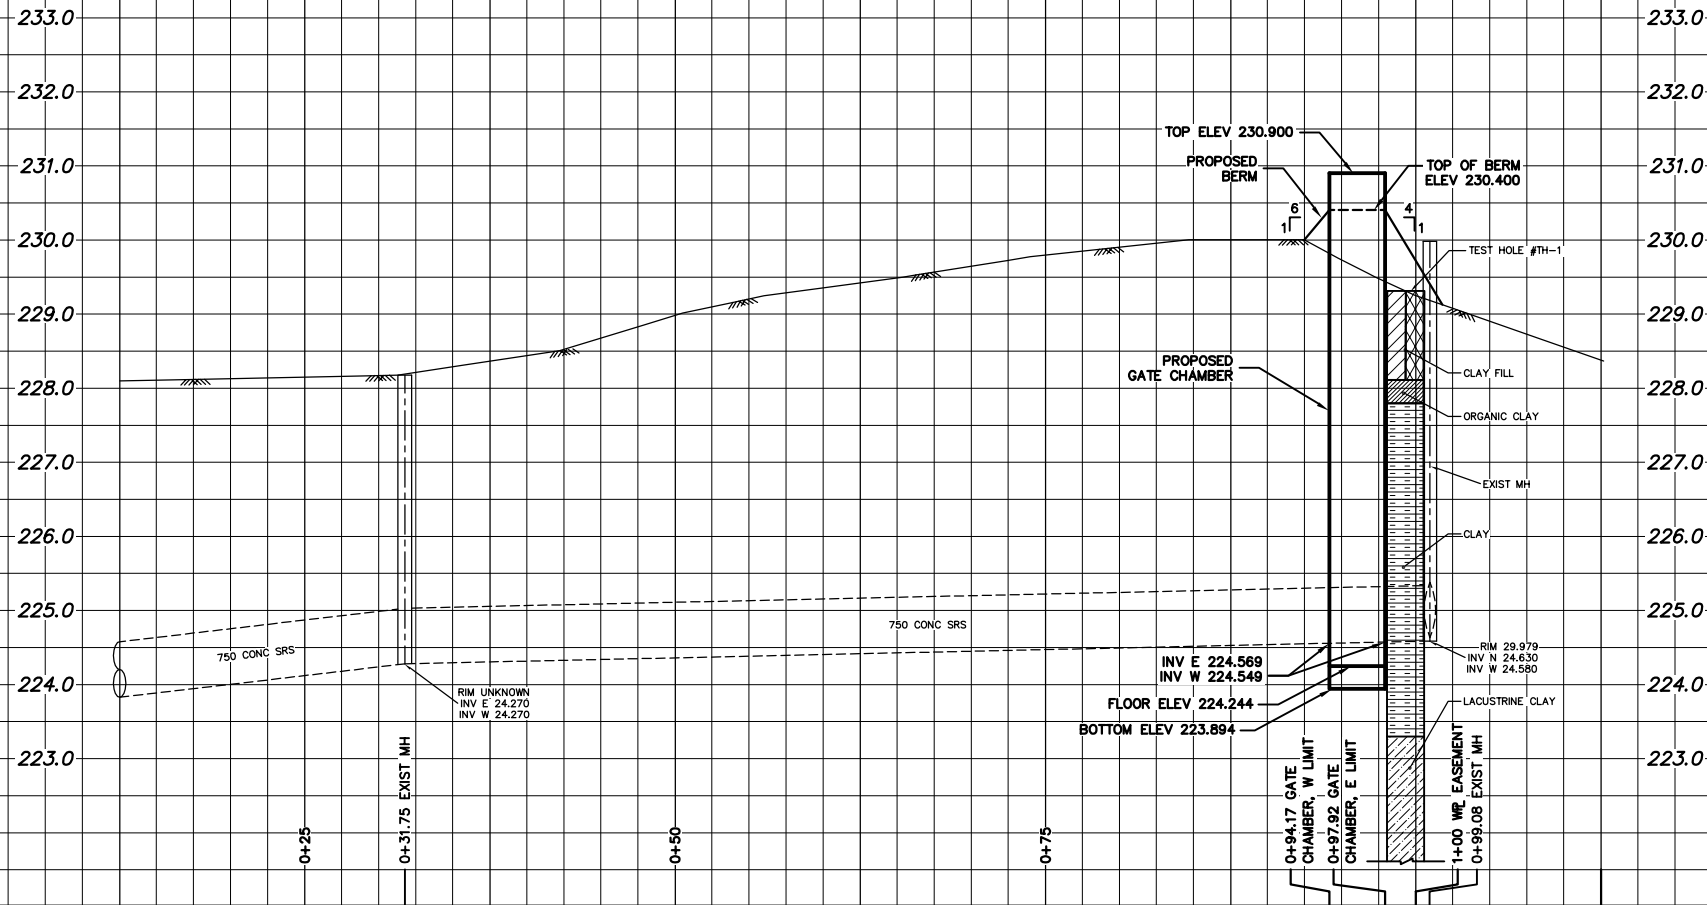 233.0
233.0
232.0
232.0
TOP ELEV 230.900
231.0
PROPOSED
BERM
TOP OF BERM
ELEV 230.400
231.0
6
1
4
1
230.0
230.0
TEST HOLE #TH-1
229.0
229.0
PROPOSED
GATE CHAMBER
CLAY FILL
228.0
228.0
ORGANIC CLAY
227.0
227.0
EXIST MH
226.0
CLAY
226.0
225.0
225.0
750 CONC SRS
750 CONC SRS
INV E 224.569
INV W 224.549
RIM 29.979
INV N 24.630
INV W 24.580
224.0
224.0
RIM UNKNOWN
INV E 24.270
INV W 24.270
FLOOR ELEV 224.244
LACUSTRINE CLAY
BOTTOM ELEV 223.894
223.0
223.0
0+25
0+31.75 EXIST MH
0+50
0+75
0+94.17 GATE
CHAMBER, W LIMIT
0+97.92 GATE
CHAMBER, E LIMIT
1+00 WPL EASEMENT
0+99.08 EXIST MH